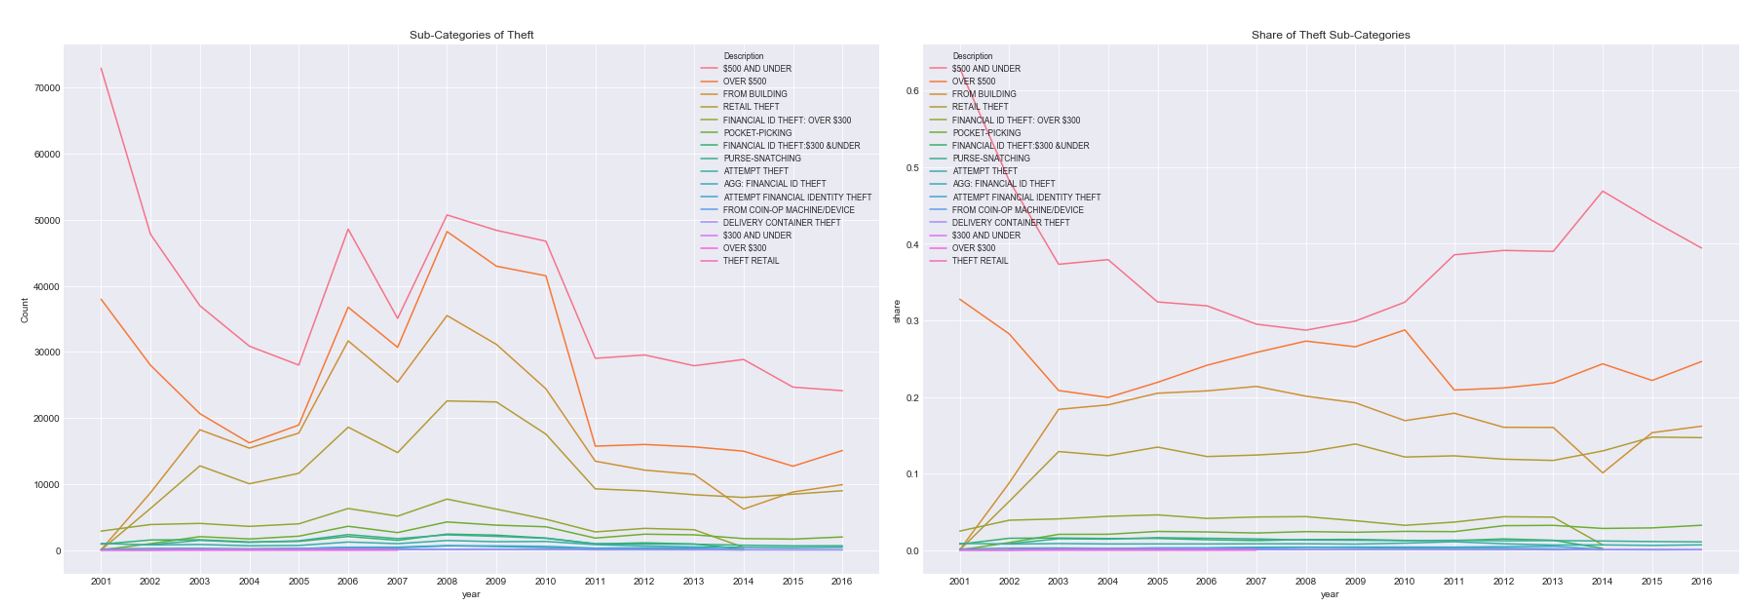 Sub-Categories of Theft
Count
70000
60000
50000
40000
30000
20000
10000
0
2001 2002 2003 2004 2005 2006 2007 2008 2009 2010 2011 2012 2013 2014 2015 2016
year
Description
$500 AND UNDER
OVER $500
FROM BUILDING
RETAIL THEFT
FINANCIAL ID THEFT: OVER $300
POCKET-PICKING
FINANCIAL ID THEFT:$300 &UNDER
PURSE-SNATCHING
ATTEMPT THEFT
AGG: FINANCIAL ID THEFT
ATTEMPT FINANCIAL IDENTITY THEFT
FROM COIN-OP MACHINE/DEVICE
DELIVERY CONTAINER THEFT
$300 AND UNDER
OVER $300
THEFT RETAIL
Share of Theft Sub-Categories
share
0.6
0.5
0.4
0.3
0.2
0.1
0.0
2001 2002 2003 2004 2005 2006 2007 2008 2009 2010 2011 2012 2013 2014 2015 2016
year
Description
$500 AND UNDER
OVER $500
FROM BUILDING
RETAIL THEFT
FINANCIAL ID THEFT: OVER $300
POCKET-PICKING
FINANCIAL ID THEFT:$300 &UNDER
PURSE-SNATCHING
ATTEMPT THEFT
AGG: FINANCIAL ID THEFT
ATTEMPT FINANCIAL IDENTITY THEFT
FROM COIN-OP MACHINE/DEVICE
DELIVERY CONTAINER THEFT
$300 AND UNDER
OVER $300
THEFT RETAIL